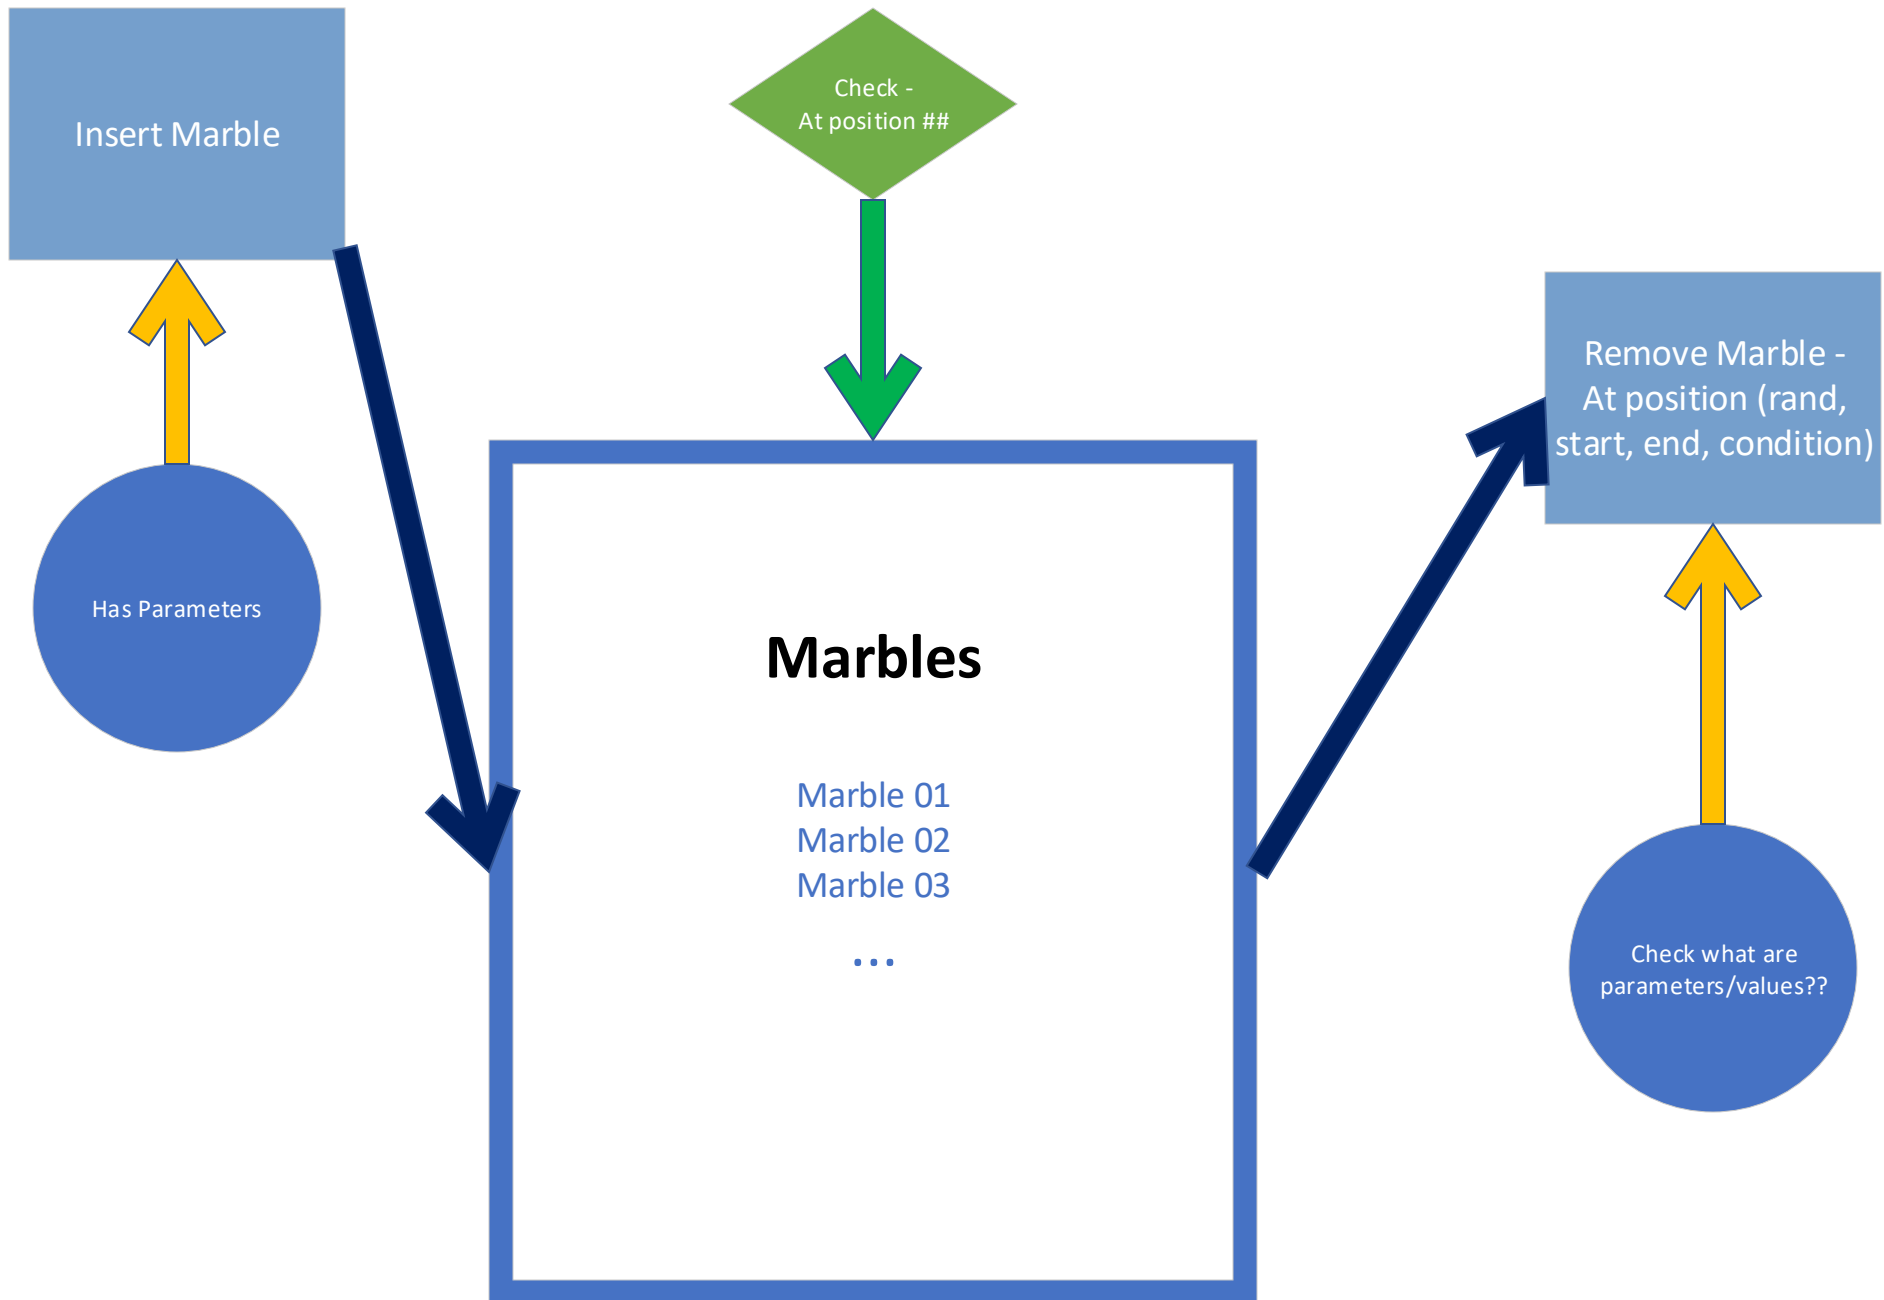 Insert Marble
Check -
At position ##
Remove Marble -
At position (rand,
start, end, condition)
Has Parameters
Marbles
Marble 01
Marble 02
Marble 03
...
Check what are
parameters/values??